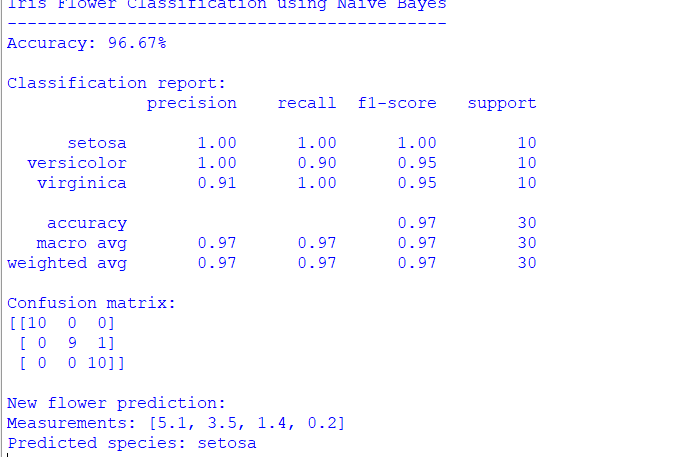 Iris Flower Classification using Naive Bayes
--------------------------------------------
Accuracy: 96.67%
Classification report:
precision recall f1-score support
setosa 1.00 1.00 1.00 10
versicolor 1.00 0.90 0.95 10
virginica 0.91 1.00 0.95 10
accuracy 0.97 30
macro avg 0.97 0.97 0.97 30
weighted avg 0.97 0.97 0.97 30
Confusion matrix:
[[10 0 0]
[ 0 9 1]
[ 0 0 10]]
New flower prediction:
Measurements: [5.1, 3.5, 1.4, 0.2]
Predicted species: setosa